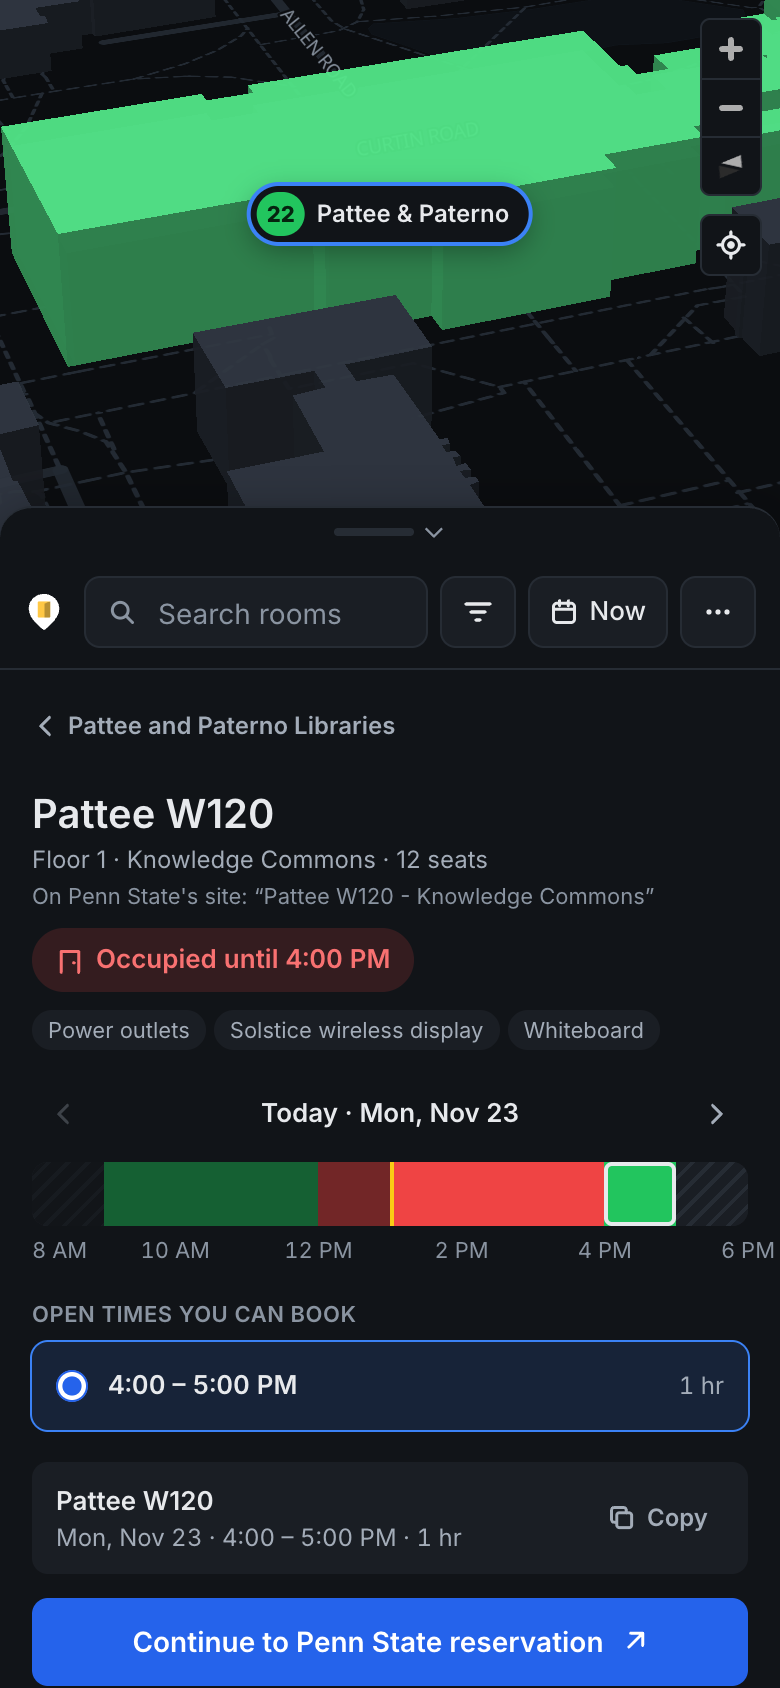 ALLEN ROAD
CURTIN ROAD
22 Pattee & Paterno
Search rooms
Now
Pattee and Paterno Libraries
Pattee W120
Floor 1 · Knowledge Commons · 12 seats
On Penn State's site: “Pattee W120 - Knowledge Commons”
Occupied until 4:00 PM
Power outlets
Solstice wireless display
Whiteboard
Today · Mon, Nov 23
8 AM 10 AM 12 PM 2 PM 4 PM 6 PM
OPEN TIMES YOU CAN BOOK
4:00 – 5:00 PM 1 hr
Pattee W120
Mon, Nov 23 · 4:00 – 5:00 PM · 1 hr
Copy
Continue to Penn State reservation